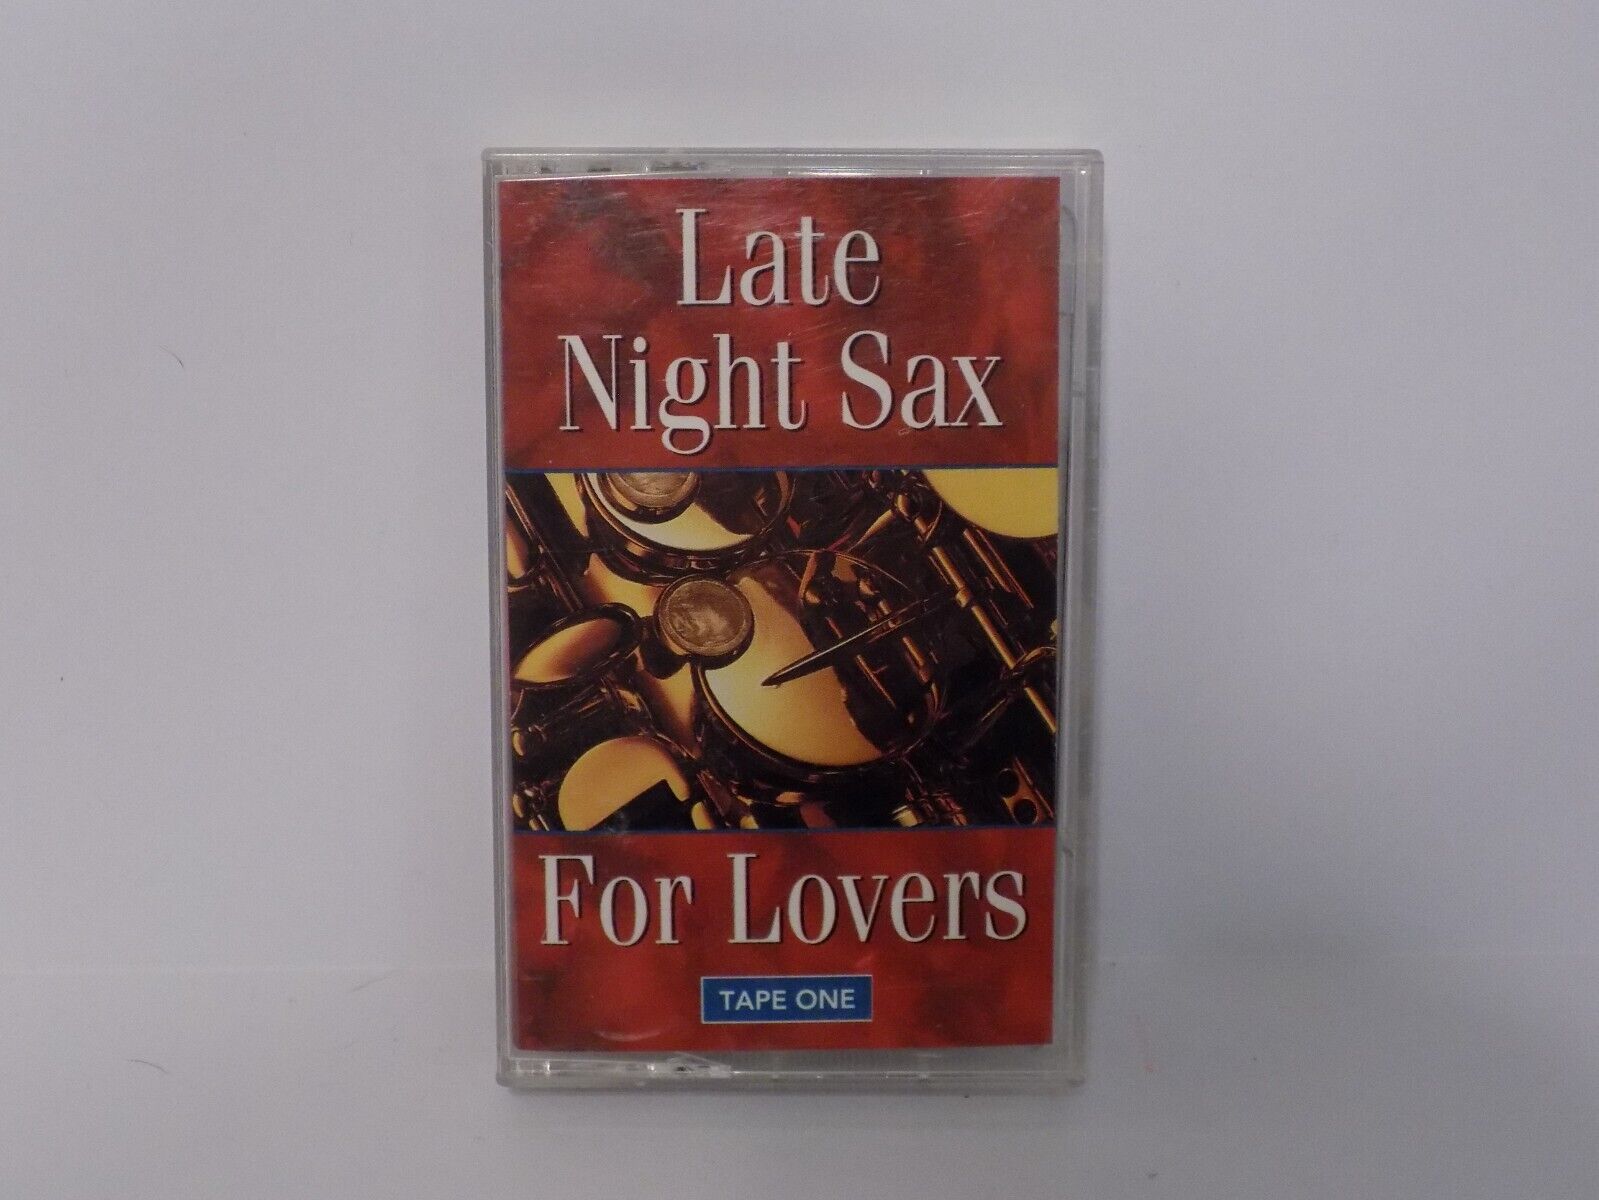 Late
Night Sax
For Lovers
TAPE ONE